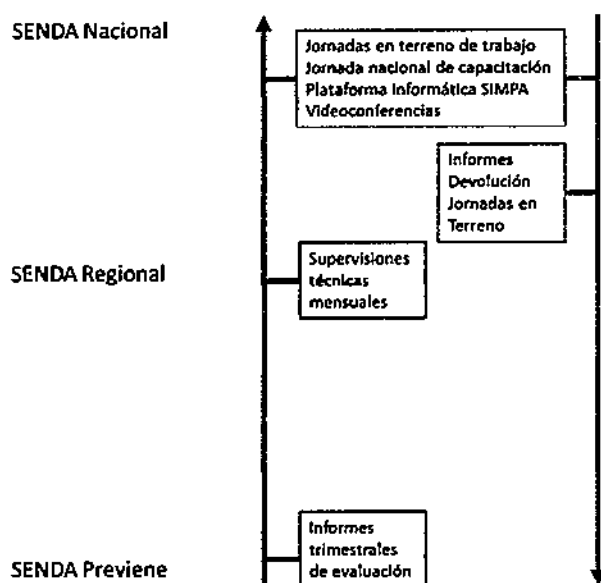 SENDA Nacional
Jornadas en terreno de trabajo
Jornada nacional de capacitación
Plataforma Informática SIMPA
Videoconferencias
Informes
Devolución
Jornadas en
Terreno
SENDA Regional
Supervisiones
técnicas
mensuales
Informes
trimestrales
de evaluación
SENDA Previene